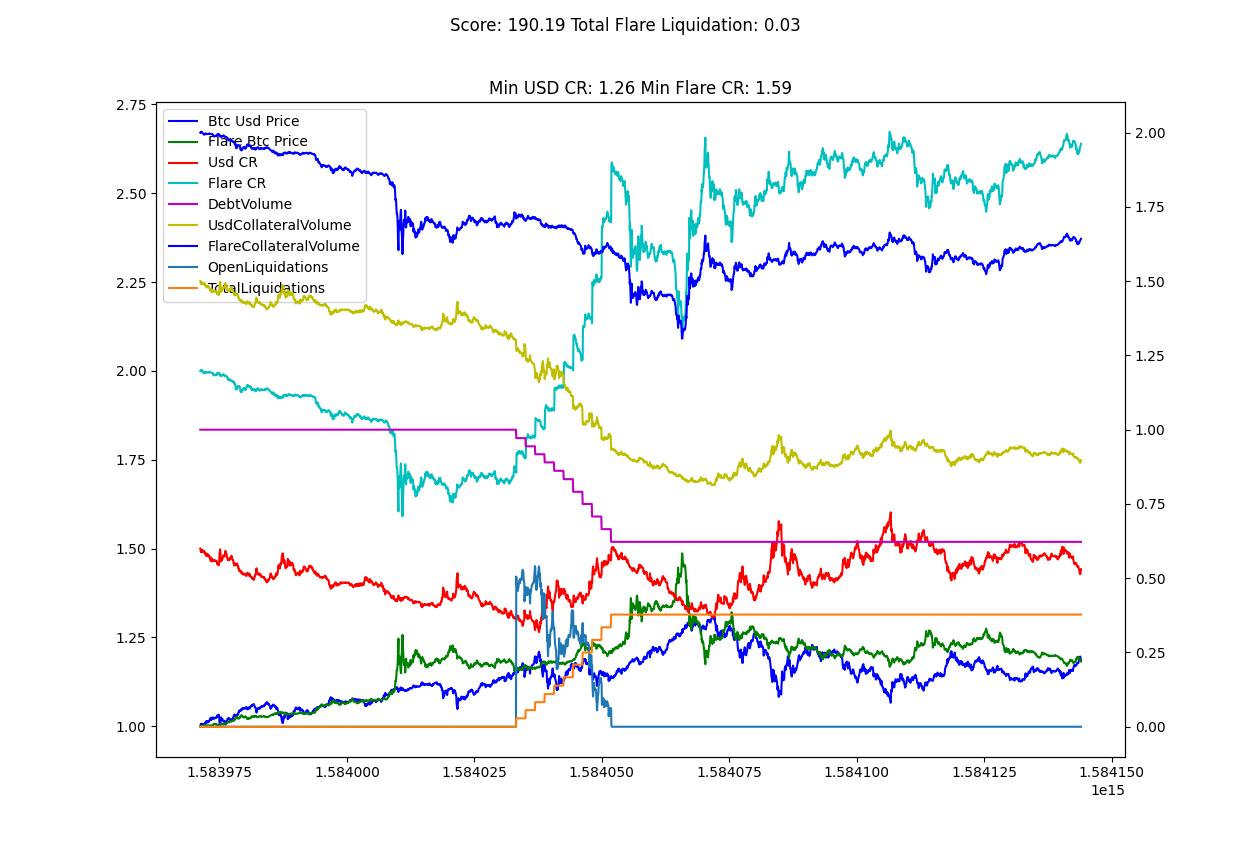 Score: 190.19 Total Flare Liquidation: 0.03
Min USD CR: 1.26 Min Flare CR: 1.59
Btc Usd Price
Flare Btc Price
Usd CR
Flare CR
DebtVolume
UsdCollateralVolume
FlareCollateralVolume
OpenLiquidations
TotalLiquidations
2.75
2.50
2.25
2.00
1.75
1.50
1.25
1.00
2.00
1.75
1.50
1.25
1.00
0.75
0.50
0.25
0.00
1.583975 1.584000 1.584025 1.584050 1.584075 1.584100 1.584125 1.584150
1e15